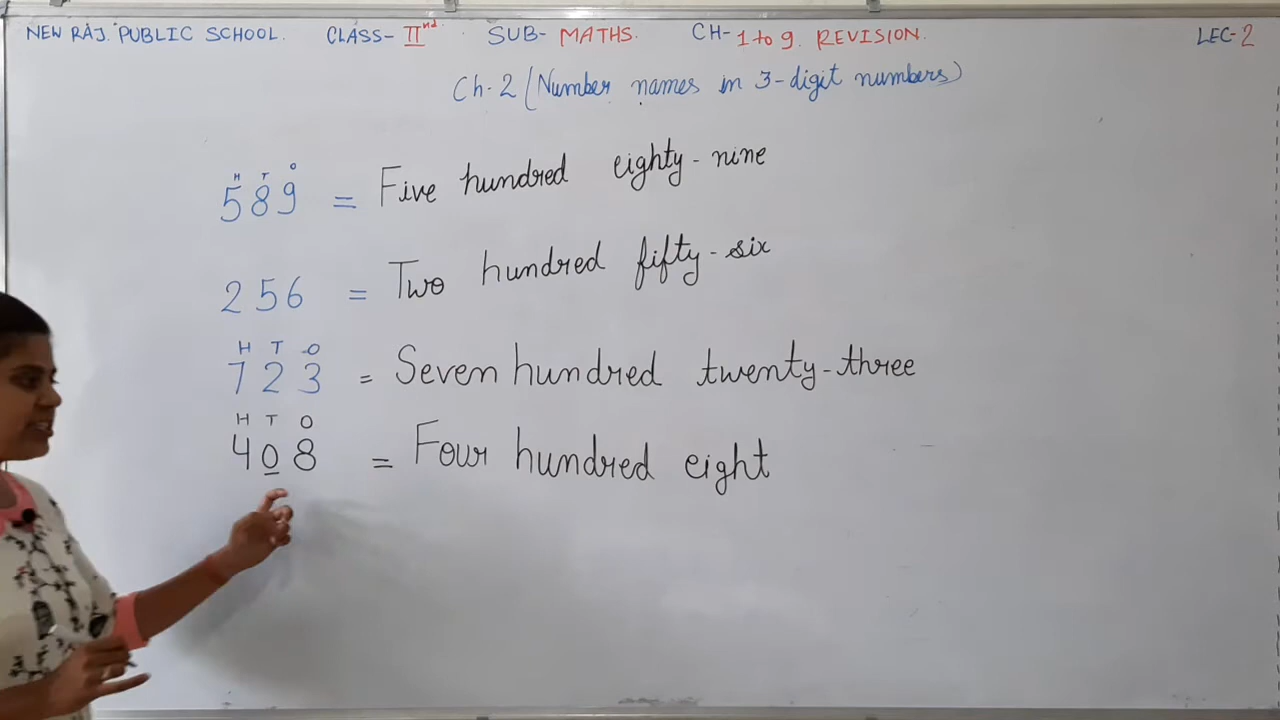 NEW RAJ. PUBLIC SCHOOL. CLASS- IInd. SUB- MATHS. CH- 1 to 9. REVISION. LEC-2
Ch. 2 (Number names in 3-digit numbers)
H T O
589 = Five hundred eighty-nine
256 = Two hundred fifty-six
H T O
723 = Seven hundred twenty-three
H T O
408 = Four hundred eight